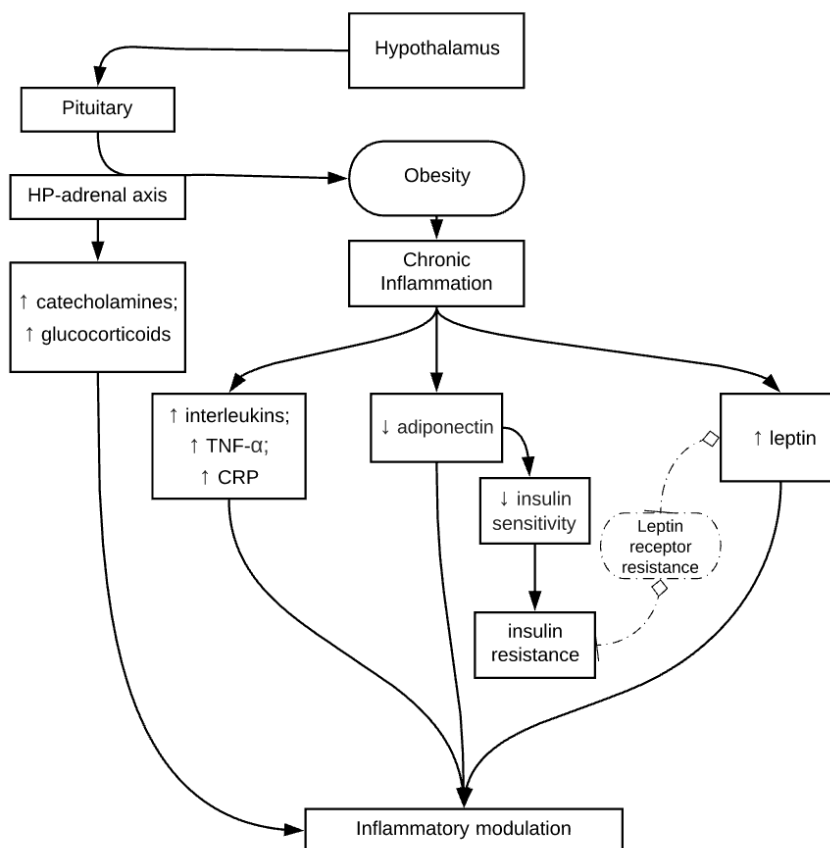 Hypothalamus
Pituitary
Obesity
HP-adrenal axis
Chronic
Inflammation
↑ catecholamines;
↑ glucocorticoids
↑ interleukins;
↑ TNF-α;
↑ CRP
↓ adiponectin
↑ leptin
↓ insulin
sensitivity
Leptin
receptor
resistance
insulin
resistance
Inflammatory modulation